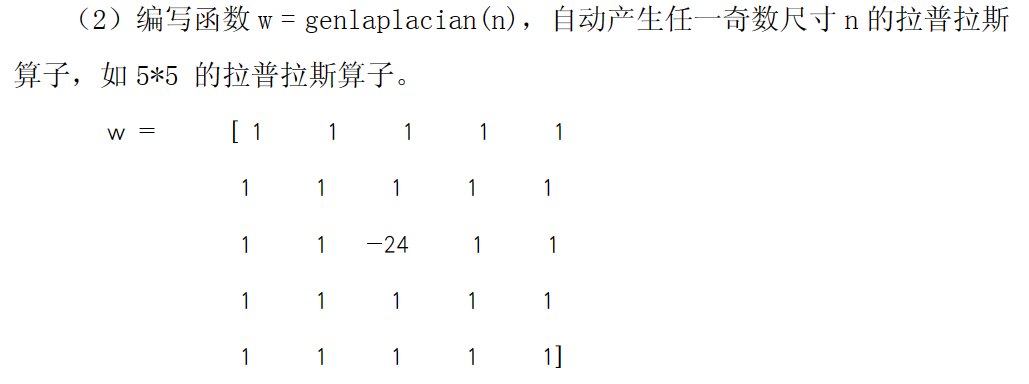 （2）编写函数 w = genlaplacian(n)，自动产生任一奇数尺寸 n 的拉普拉斯
算子，如 5*5 的拉普拉斯算子。
w = [ 1 1 1 1 1
1 1 1 1 1
1 1 -24 1 1
1 1 1 1 1
1 1 1 1 1]